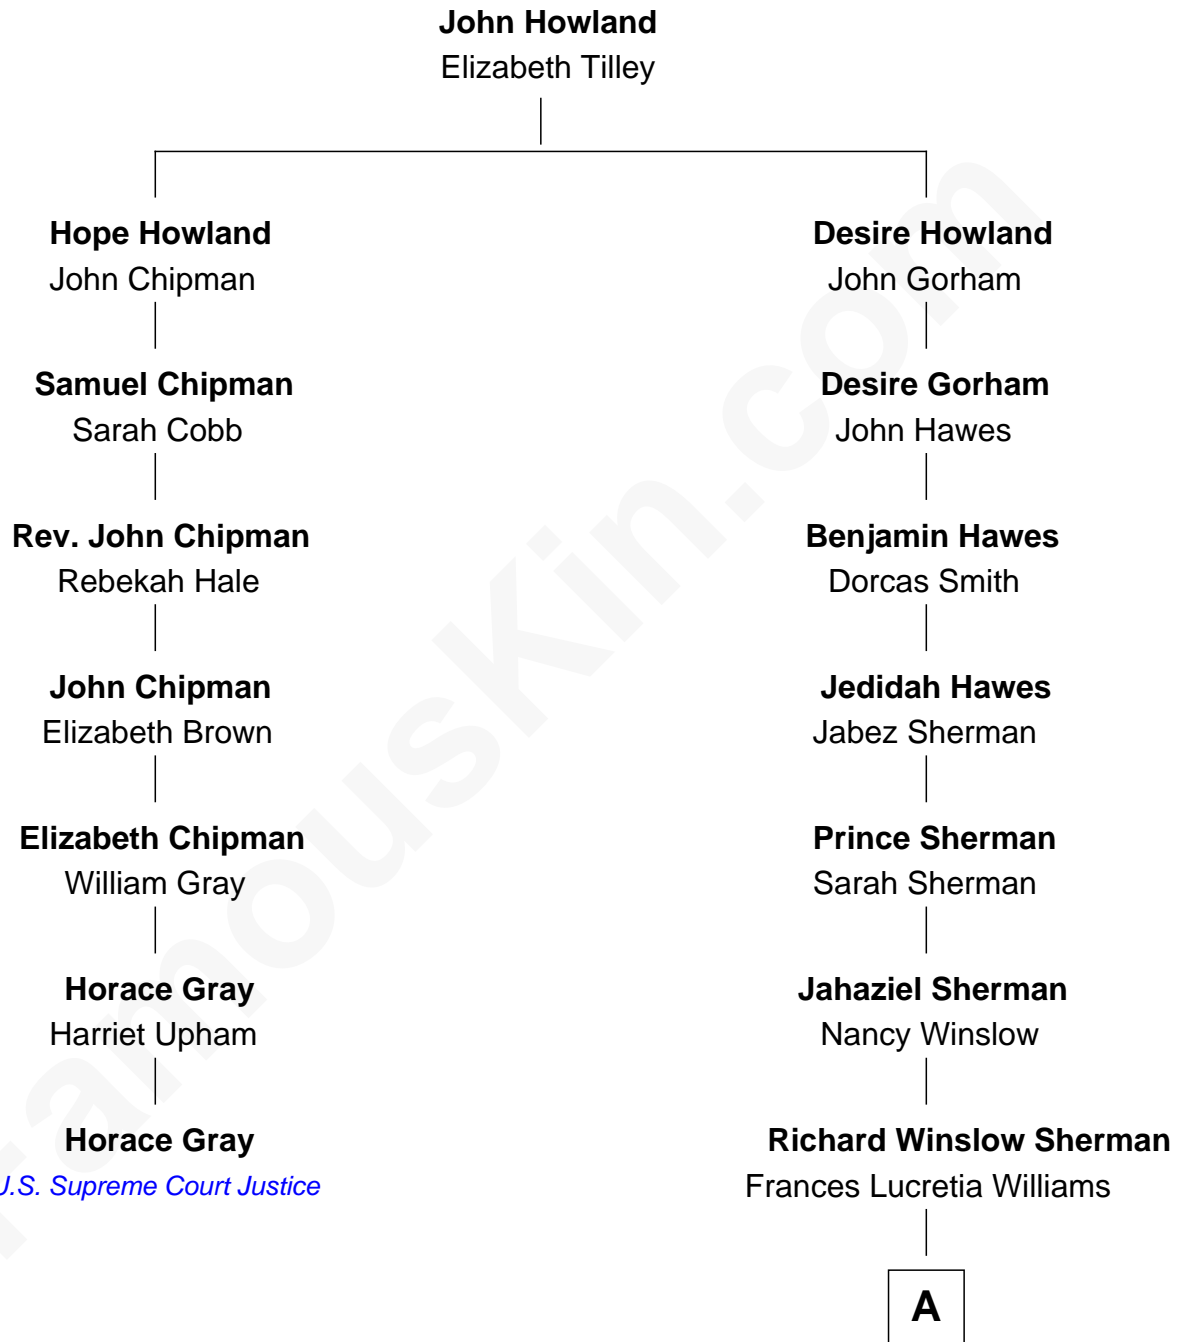 John Howland
Elizabeth Tilley
Hope Howland
John Chipman
Desire Howland
John Gorham
Samuel Chipman
Sarah Cobb
Desire Gorham
John Hawes
Rev. John Chipman
Rebekah Hale
Benjamin Hawes
Dorcas Smith
John Chipman
Elizabeth Brown
Jedidah Hawes
Jabez Sherman
Elizabeth Chipman
William Gray
Prince Sherman
Sarah Sherman
Horace Gray
Harriet Upham
Jahaziel Sherman
Nancy Winslow
Horace Gray
U.S. Supreme Court Justice
Richard Winslow Sherman
Frances Lucretia Williams
A
FamousKin.com